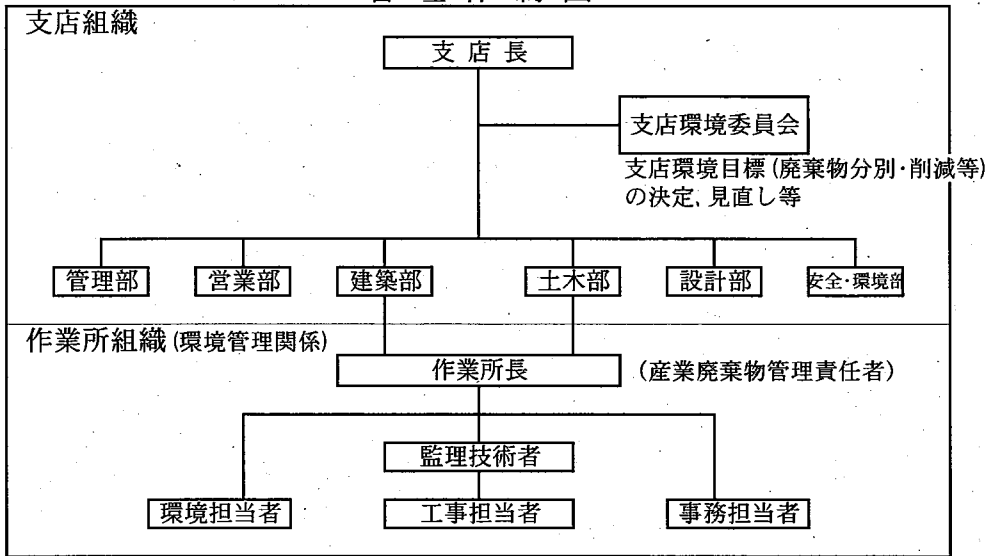 支店組織
支店長
支店環境委員会
支店環境目標(廃棄物分別・削減等)
の決定、見直し等
管理部 営業部 建築部 土木部 設計部 安全・環境部
作業所組織(環境管理関係)
作業所長 (産業廃棄物管理責任者)
監理技術者
環境担当者 工事担当者 事務担当者